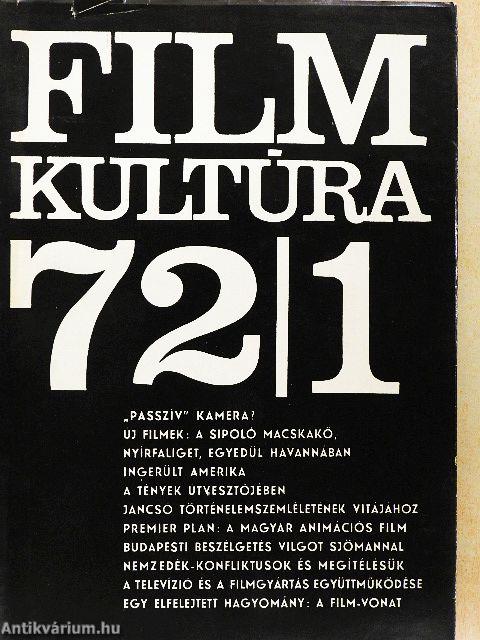 FILM
KULTÚRA
72|1
„PASSZÍV” KAMERA?
ÚJ FILMEK: A SIPOLÓ MACSKAKŐ,
NYÍRFALIGET, EGYEDÜL HAVANNÁBAN
INGERÜLT AMERIKA
A TÉNYEK ÚTVESZTŐJÉBEN
JANCSÓ TÖRTÉNELEMSZEMLÉLETÉNEK VITÁJÁHOZ
PREMIER PLAN: A MAGYAR ANIMÁCIÓS FILM
BUDAPESTI BESZÉLGETÉS VILGOT SJÖMANNAL
NEMZEDÉK-KONFLIKTUSOK ÉS MEGÍTÉLÉSÜK
A TELEVÍZIÓ ÉS A FILMGYÁRTÁS EGYÜTTMŰKÖDÉSE
EGY ELFELEJTETT HAGYOMÁNY: A FILM-VONAT
Antikvárium.hu